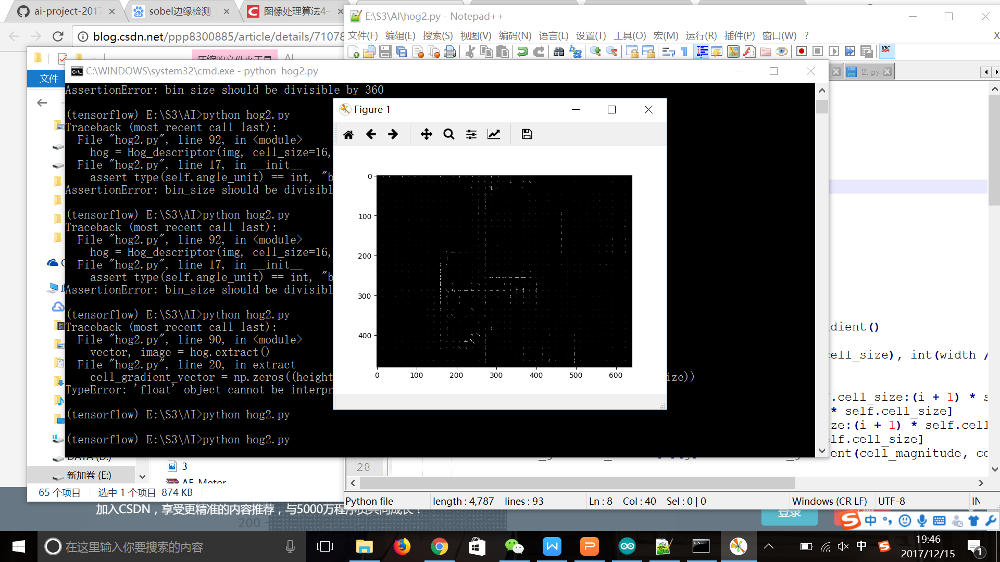 ai-project-2017
sobel边缘检测_
图像处理算法4–
E:\S3\AI\hog2.py - Notepad++
blog.csdn.net/ppp8300885/article/details/71078
文件(F) 编辑(E) 搜索(S) 视图(V) 编码(N) 语言(L) 设置(T) 工具(O) 宏(M) 运行(R) 插件(P) 窗口(W) ? X
压缩的文件夹工具 AI
C:\WINDOWS\system32\cmd.exe - python hog2.py
2. py
文件
AssertionError: bin_size should be divisible by 360
(tensorflow) E:\S3\AI>python hog2.py
Traceback (most recent call last):
File "hog2.py", line 92, in <module>
hog = Hog_descriptor(img, cell_size=16,
File "hog2.py", line 17, in __init__
assert type(self.angle_unit) == int, "b
AssertionError: bin_size should be divisibl
(tensorflow) E:\S3\AI>python hog2.py
Traceback (most recent call last):
File "hog2.py", line 92, in <module>
hog = Hog_descriptor(img, cell_size=16,
File "hog2.py", line 17, in __init__
assert type(self.angle_unit) == int, "b
AssertionError: bin_size should be divisibl
(tensorflow) E:\S3\AI>python hog2.py
Traceback (most recent call last):
File "hog2.py", line 90, in <module>
vector, image = hog.extract()
File "hog2.py", line 20, in extract
cell_gradient_vector = np.zeros((height
ize))
TypeError: 'float' object cannot be interpr
(tensorflow) E:\S3\AI>python hog2.py
(tensorflow) E:\S3\AI>python hog2.py
Figure 1
0
100
200
300
400
0 100 200 300 400 500 600
dient()
cell_size), int(width /
f.cell_size:(i + 1) * s
* self.cell_size]
ze:(i + 1) * self.cell
elf.cell_size]
ent(cell_magnitude, ce
28
DATA (D:)
新加卷 (E:)
3
AF_Motor
65 个项目 选中 1 个项目 874 KB
Python file length : 4,787 lines : 93 Ln : 8 Col : 40 Sel : 0 | 0 Windows (CR LF) UTF-8 IN
加入CSDN，享受更精准的内容推荐，与5000万程序员共同成长！
登录
200
中
在这里输入你要搜索的内容
中
19:46
2017/12/15
1